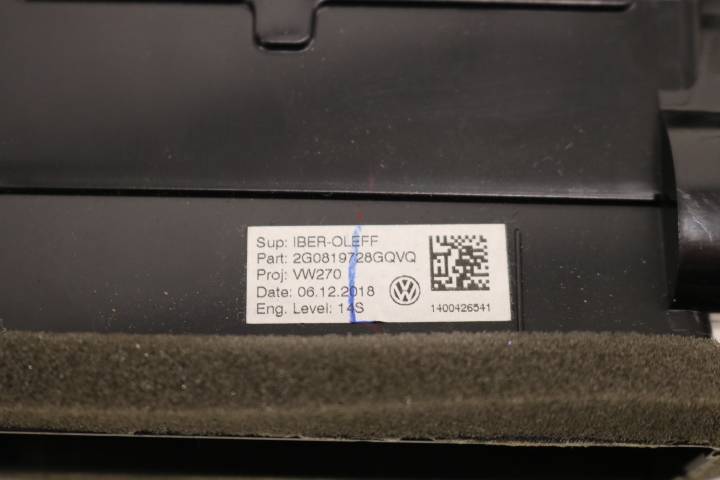 Sup: IBER-OLEFF
Part: 2G0819728GQVQ
Proj: VW270
Date: 06.12.2018
Eng. Level: 14S
1400426541